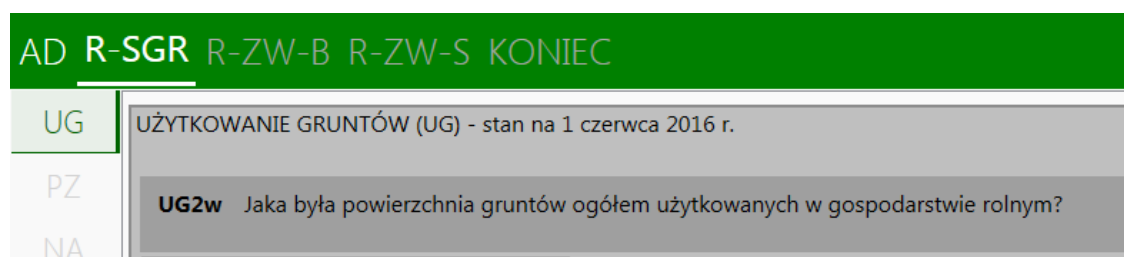 AD R-SGR R-ZW-B R-ZW-S KONIEC
UG
UŻYTKOWANIE GRUNTÓW (UG) - stan na 1 czerwca 2016 r.
PZ
UG2w Jaka była powierzchnia gruntów ogółem użytkowanych w gospodarstwie rolnym?
NA